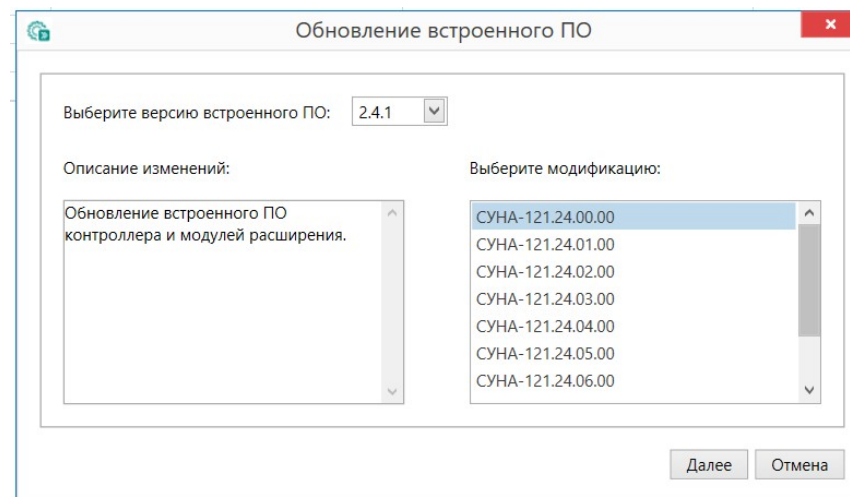 Обновление встроенного ПО
Выберите версию встроенного ПО: 2.4.1
Описание изменений:
Обновление встроенного ПО
контроллера и модулей расширения.
Выберите модификацию:
СУНА-121.24.00.00
СУНА-121.24.01.00
СУНА-121.24.02.00
СУНА-121.24.03.00
СУНА-121.24.04.00
СУНА-121.24.05.00
СУНА-121.24.06.00
Далее Отмена